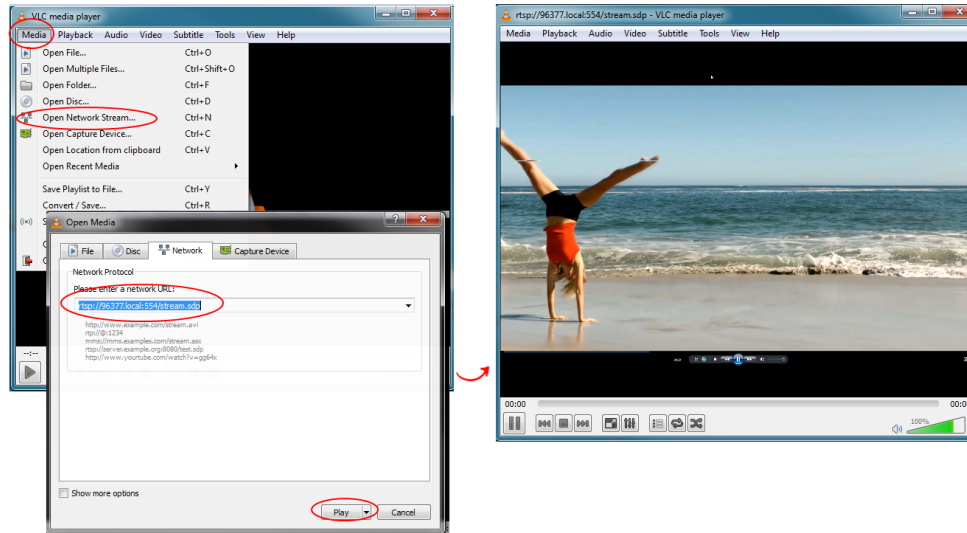 VLC media player
Media Playback Audio Video Subtitle Tools View Help
Open File... Ctrl+O
Open Multiple Files... Ctrl+Shift+O
Open Folder... Ctrl+F
Open Disc... Ctrl+D
Open Network Stream... Ctrl+N
Open Capture Device... Ctrl+C
Open Location from clipboard Ctrl+V
Open Recent Media
Save Playlist to File... Ctrl+Y
Convert / Save... Ctrl+R
S
--:--
Open Media
File Disc Network Capture Device
Network Protocol
Please enter a network URL:
rtsp://96377.local:554/stream.sdp
http://www.example.com/stream.avi
rtp://@:1234
mms://mms.examples.com/stream.asx
rtsp://server.example.org:8080/test.sdp
http://www.yourtube.com/watch?v=gg64x
Show more options
Play Cancel
rtsp://96377.local:554/stream.sdp - VLC media player
Media Playback Audio Video Subtitle Tools View Help
00:00 00:0
100%